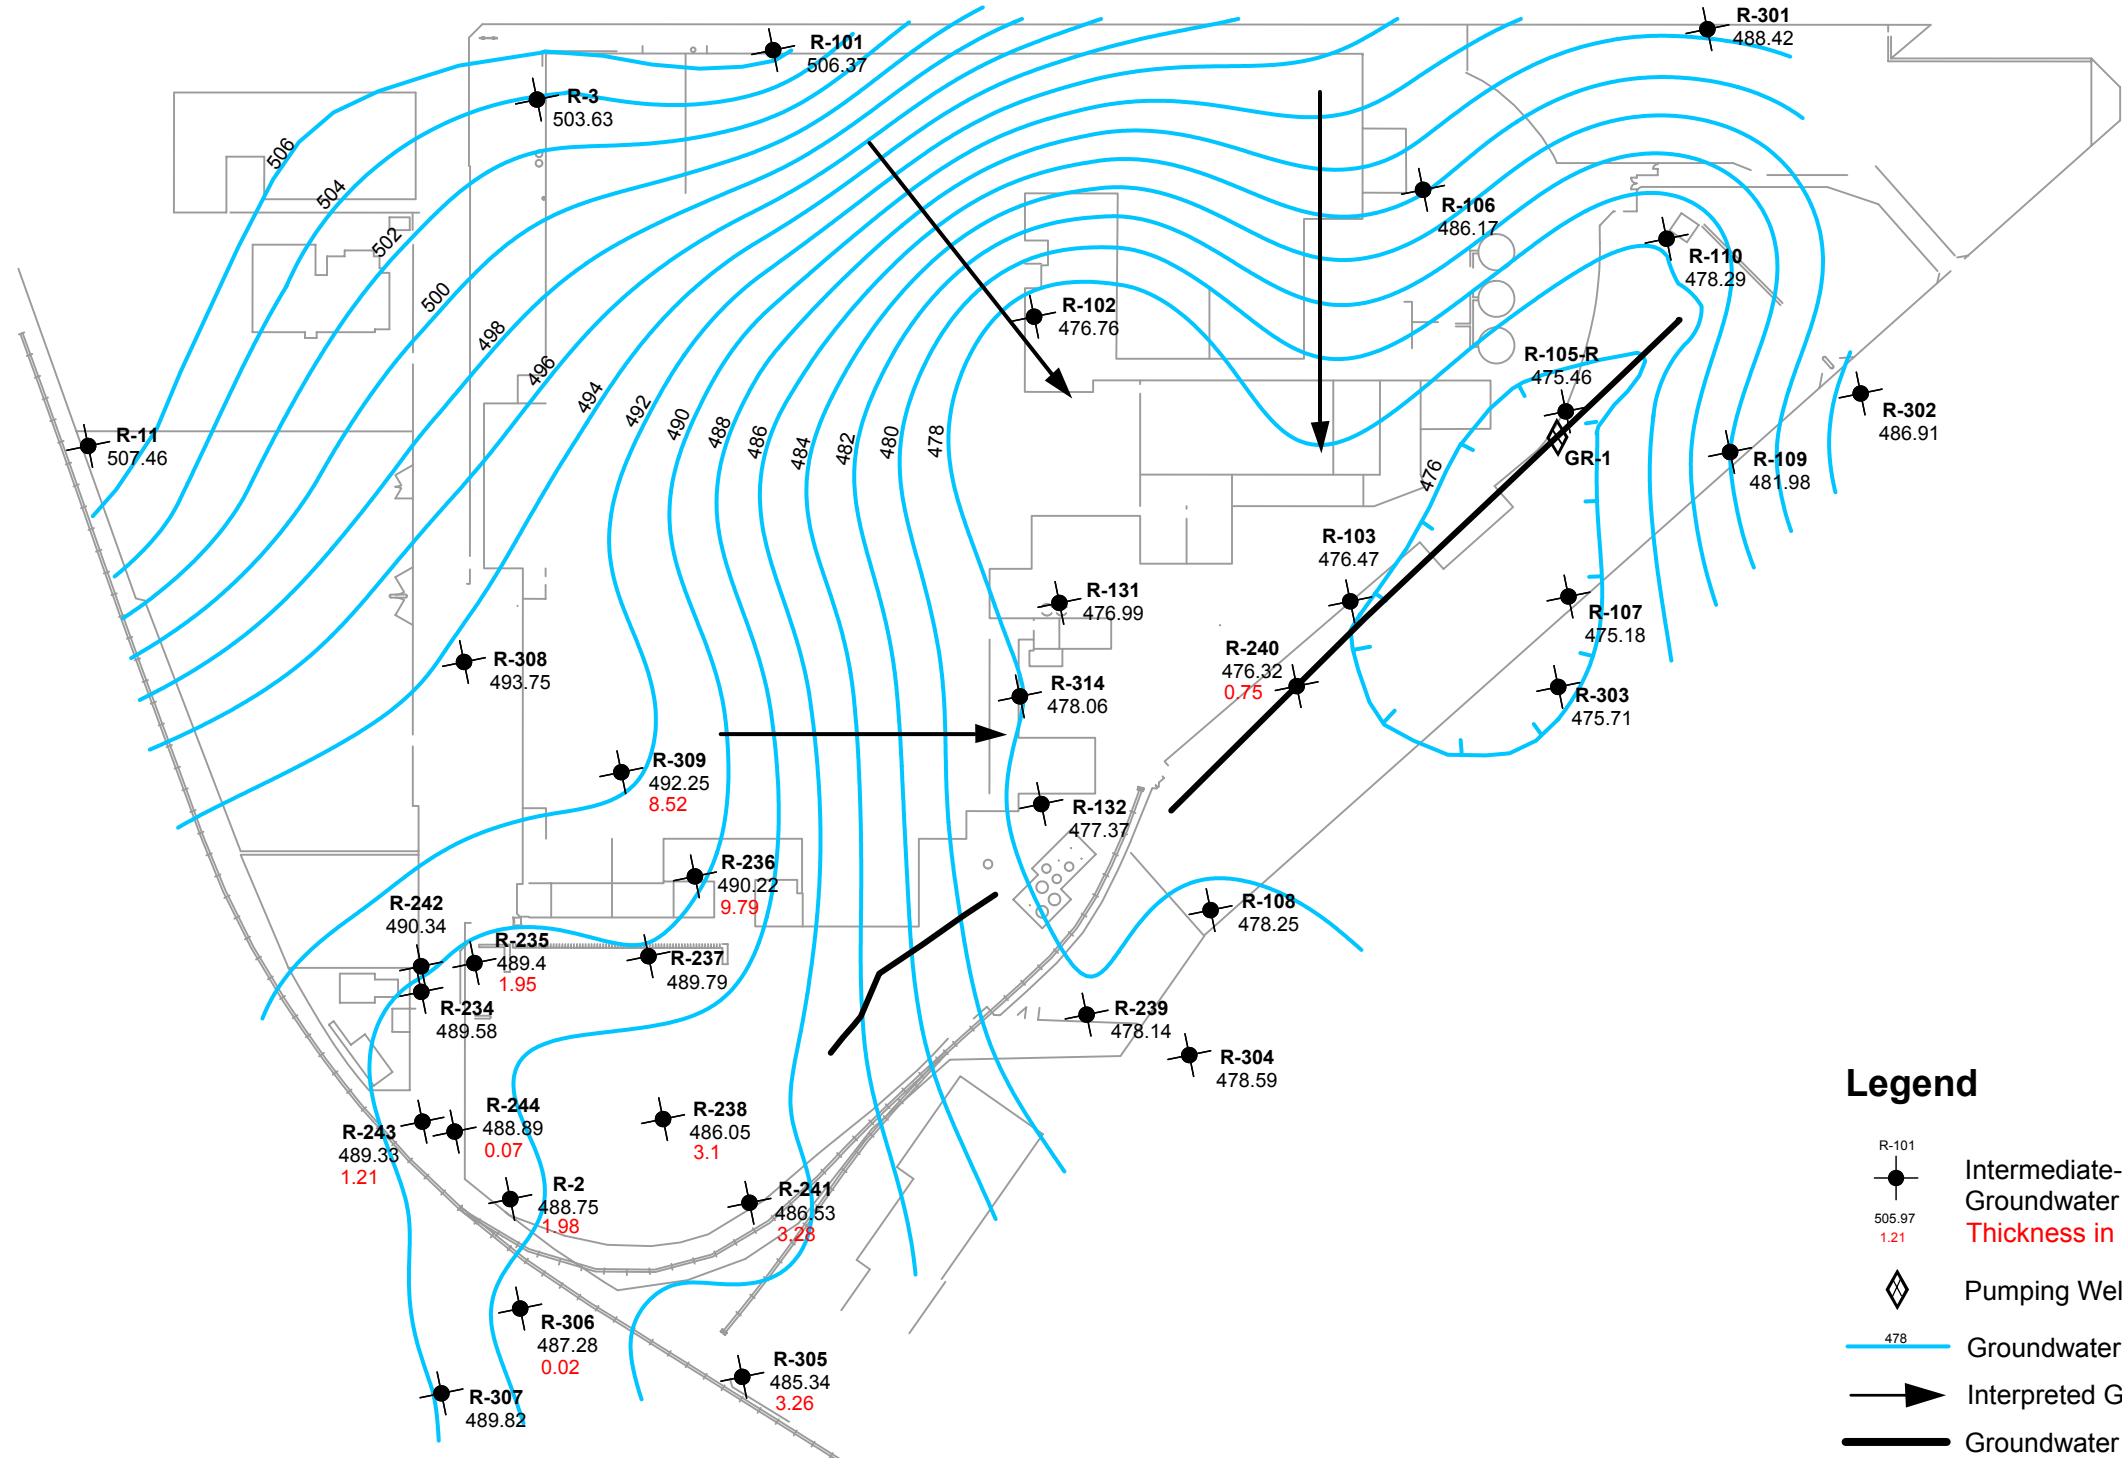 R-101
506.37
R-301
488.42
R-3
503.63
506
504
502
500
498
496
494
492
490
488
486
484
482
480
478
476
R-106
486.17
R-110
478.29
R-102
476.76
R-105-R
475.46
GR-1
R-302
486.91
R-109
481.98
R-11
507.46
R-103
476.47
R-131
476.99
R-107
475.18
R-240
476.32
0.75
R-308
493.75
R-314
478.06
R-303
475.71
R-309
492.25
8.52
R-132
477.37
R-236
490.22
9.79
R-242
490.34
R-108
478.25
R-235
489.4
1.95
R-237
489.79
R-234
489.58
R-239
478.14
R-304
478.59
R-244
488.89
0.07
R-238
486.05
3.1
R-243
489.33
1.21
R-2
488.75
1.98
R-241
486.53
3.28
R-306
487.28
0.02
R-305
485.34
3.26
R-307
489.82
Legend
R-101
505.97
1.21
Intermediate-
Groundwater
Thickness in
Pumping Wel
478
Groundwater
Interpreted G
Groundwater